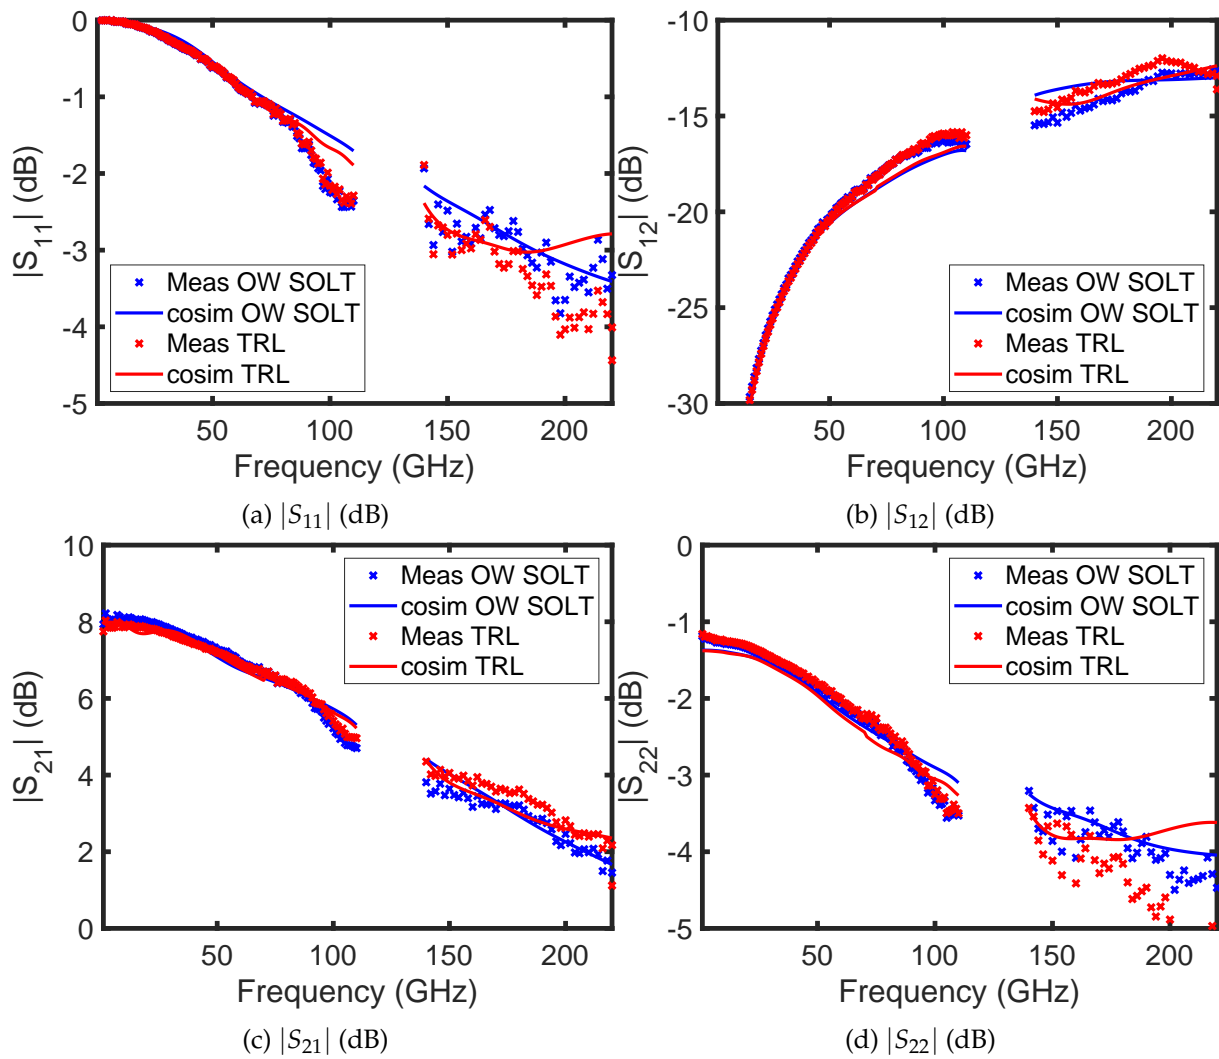 0
-1
-2
-3
-4
-5
|S11| (dB)
Meas OW SOLT
cosim OW SOLT
Meas TRL
cosim TRL
50
100
150
200
Frequency (GHz)
(a) |S11| (dB)
-10
-15
-20
-25
-30
|S12| (dB)
Meas OW SOLT
cosim OW SOLT
Meas TRL
cosim TRL
50
100
150
200
Frequency (GHz)
(b) |S12| (dB)
10
8
6
4
2
0
|S21| (dB)
Meas OW SOLT
cosim OW SOLT
Meas TRL
cosim TRL
50
100
150
200
Frequency (GHz)
(c) |S21| (dB)
0
-1
-2
-3
-4
-5
|S22| (dB)
Meas OW SOLT
cosim OW SOLT
Meas TRL
cosim TRL
50
100
150
200
Frequency (GHz)
(d) |S22| (dB)